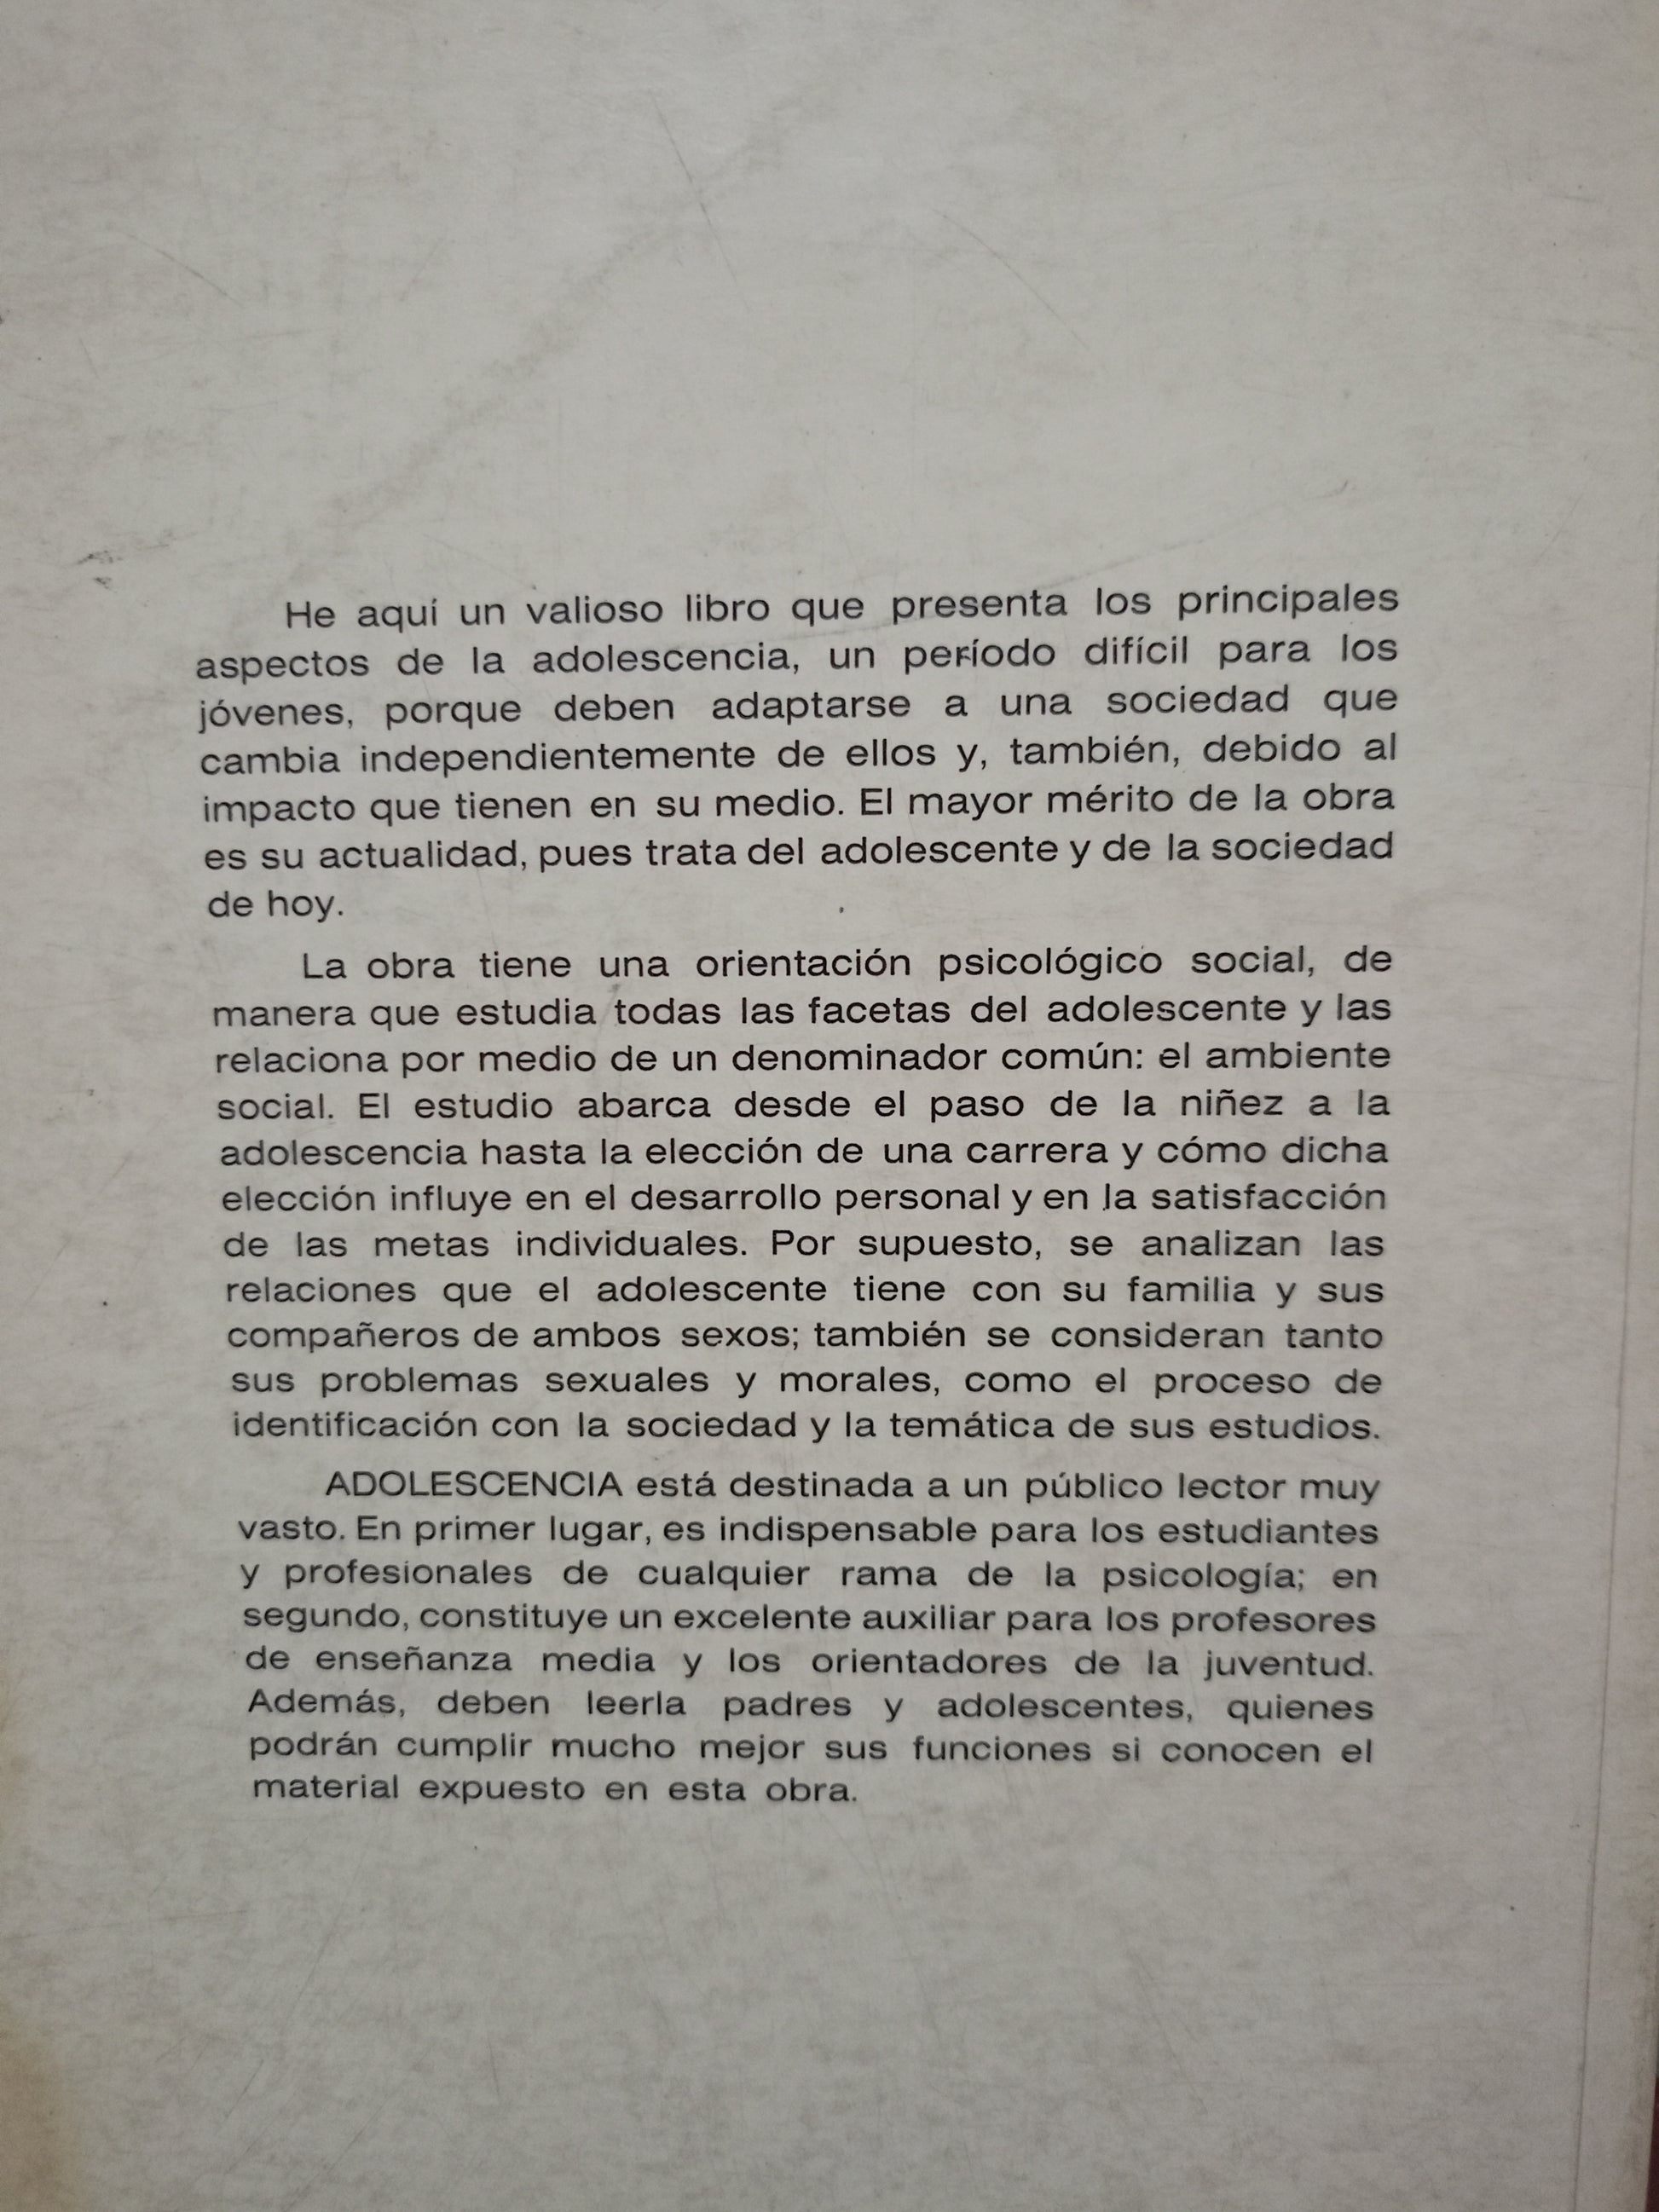 He aquí un valioso libro que presenta los principales
aspectos de la adolescencia, un período difícil para los
jóvenes, porque deben adaptarse a una sociedad que
cambia independientemente de ellos y, también, debido al
impacto que tienen en su medio. El mayor mérito de la obra
es su actualidad, pues trata del adolescente y de la sociedad
de hoy.
La obra tiene una orientación psicológico social, de
manera que estudia todas las facetas del adolescente y las
relaciona por medio de un denominador común: el ambiente
social. El estudio abarca desde el paso de la niñez a la
adolescencia hasta la elección de una carrera y cómo dicha
elección influye en el desarrollo personal y en la satisfacción
de las metas individuales. Por supuesto, se analizan las
relaciones que el adolescente tiene con su familia y sus
compañeros de ambos sexos; también se consideran tanto
sus problemas sexuales y morales, como el proceso de
identificación con la sociedad y la temática de sus estudios.
ADOLESCENCIA está destinada a un público lector muy
vasto. En primer lugar, es indispensable para los estudiantes
y profesionales de cualquier rama de la psicología; en
segundo, constituye un excelente auxiliar para los profesores
de enseñanza media y los orientadores de la juventud.
Además, deben leerla padres y adolescentes, quienes
podrán cumplir mucho mejor sus funciones si conocen el
material expuesto en esta obra.